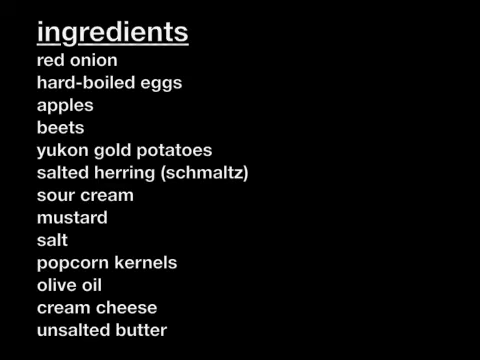 ingredients
red onion
hard-boiled eggs
apples
beets
yukon gold potatoes
salted herring (schmaltz)
sour cream
mustard
salt
popcorn kernels
olive oil
cream cheese
unsalted butter